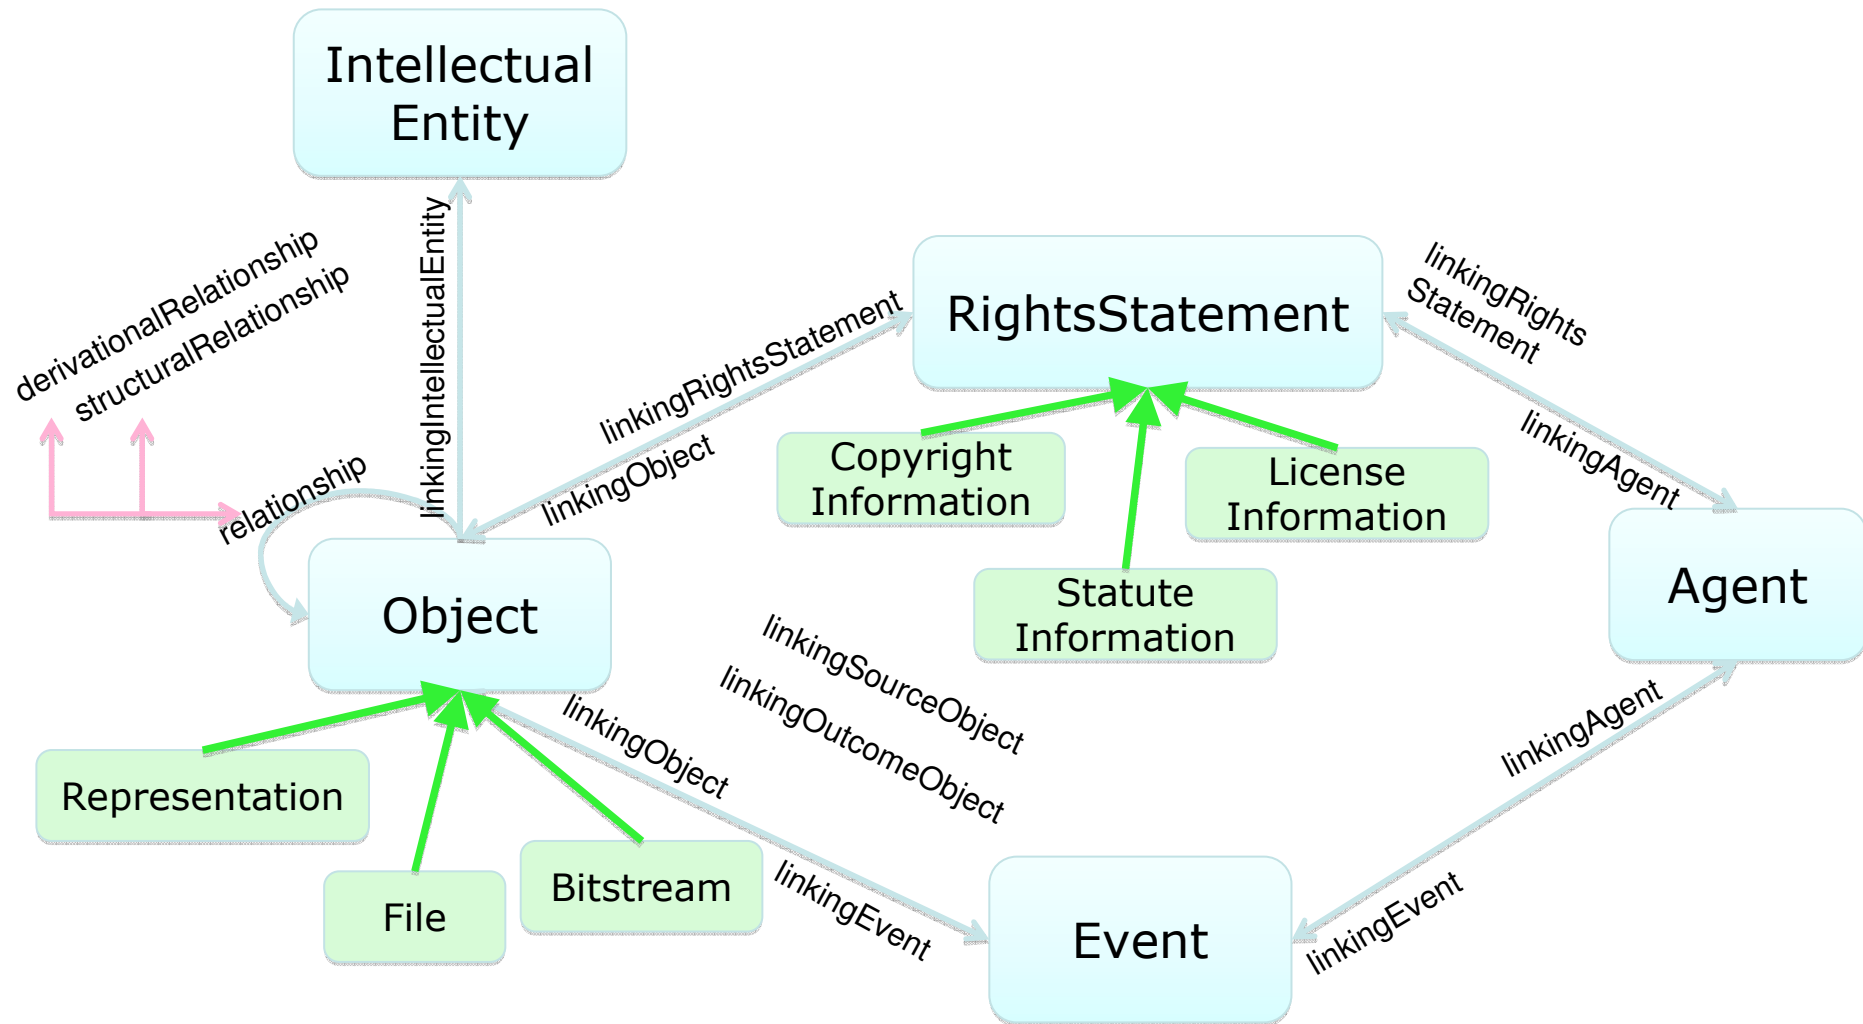 Intellectual
Entity
derivationalRelationship
structuralRelationship
linkingIntellectualEntity
relationship
linkingRightsStatement
linkingObject
RightsStatement
linkingRights
Statement
linkingAgent
Copyright
Information
License
Information
Statute
Information
Object
Agent
linkingSourceObject
linkingOutcomeObject
linkingObject
linkingEvent
linkingAgent
linkingEvent
Representation
File
Bitstream
Event